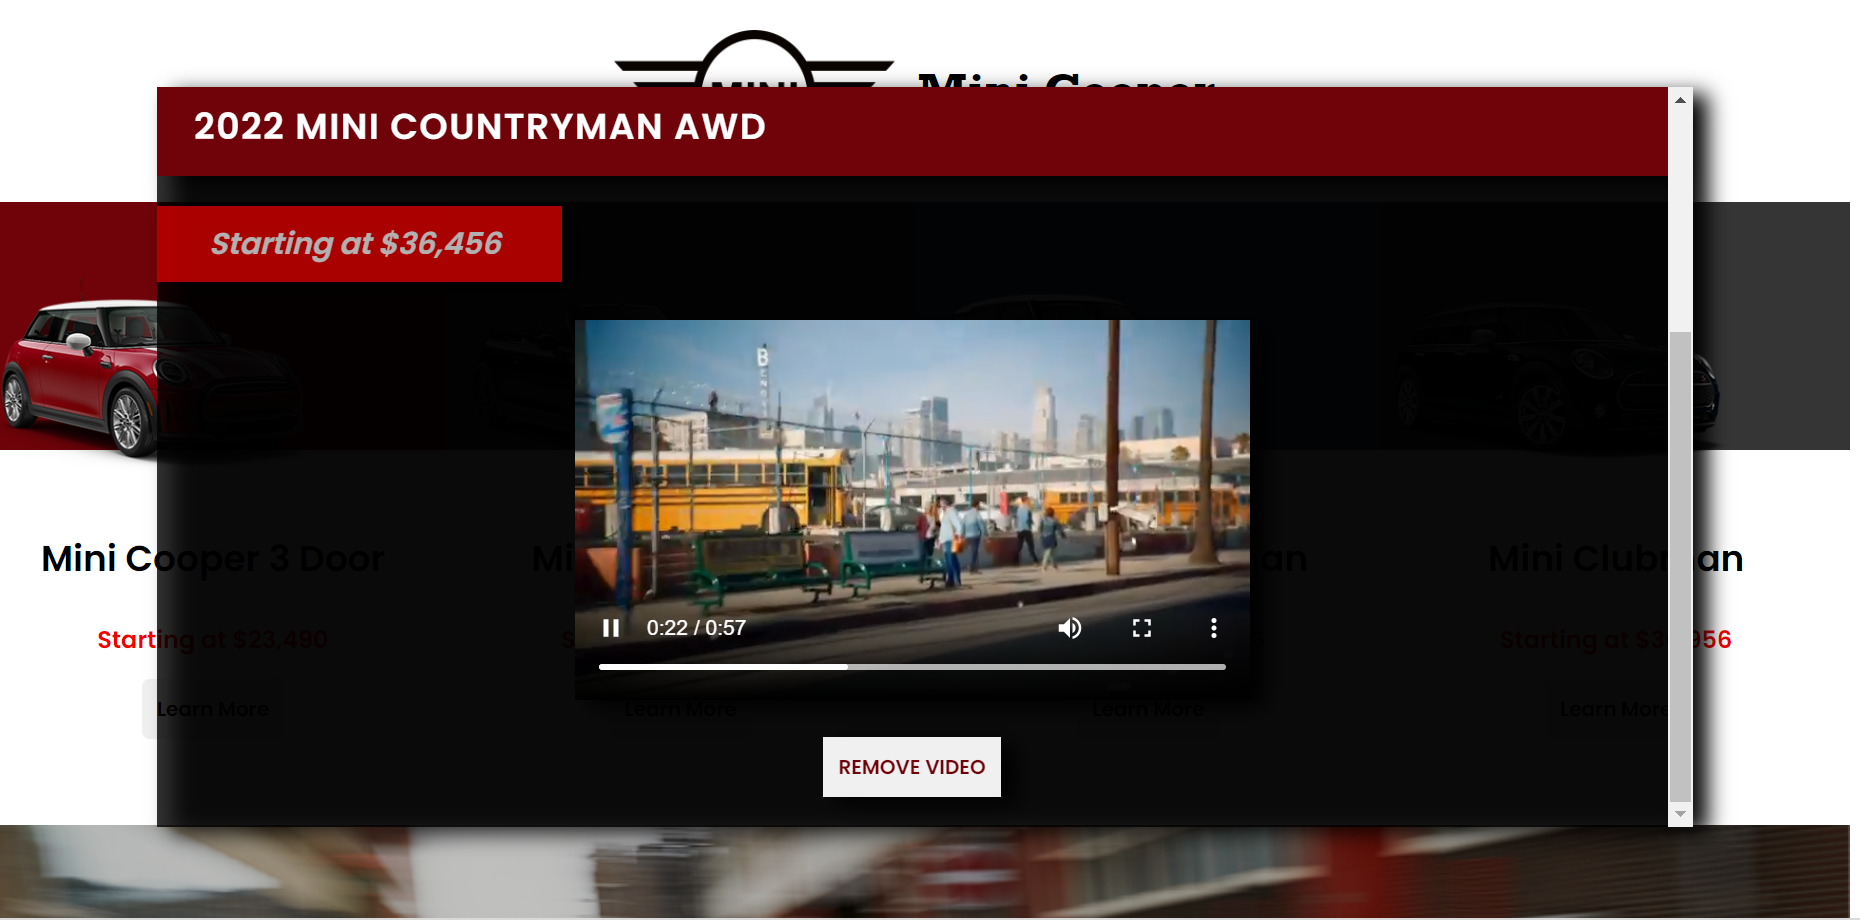 MINI
Mini Cooper
2022 MINI COUNTRYMAN AWD
Starting at $36,456
0:22 / 0:57
Mini Cooper 3 Door
Mi
an
Mini Clubman
Starting at $23,490
S
Starting at $3 956
Learn More
Learn More
Learn More
Learn More
REMOVE VIDEO